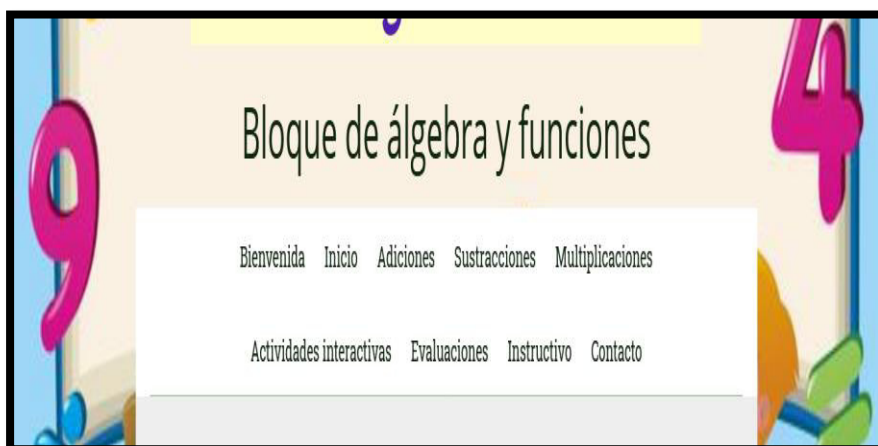 Bloque de álgebra y funciones
Bienvenida Inicio Adiciones Sustracciones Multiplicaciones
Actividades interactivas Evaluaciones Instructivo Contacto